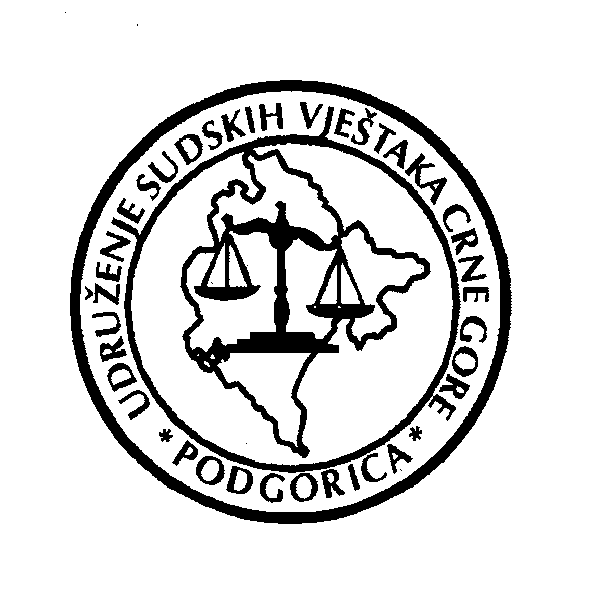 UDRUŽENJE SUDSKIH VJEŠTAKA CRNE GORE
* PODGORICA *